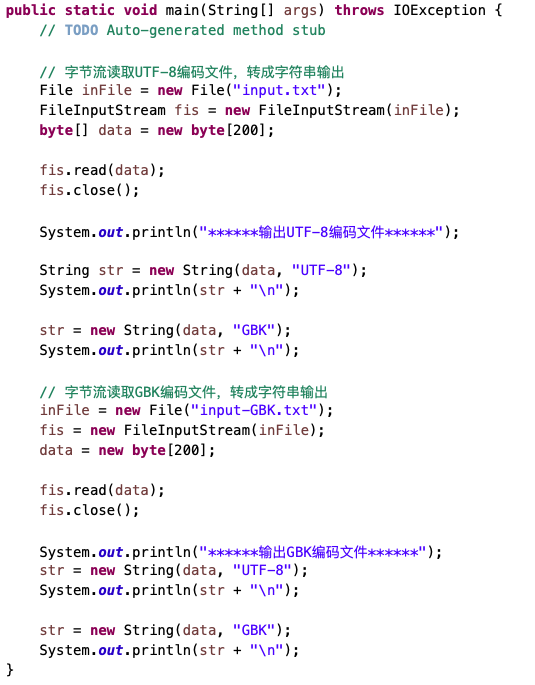 public static void main(String[] args) throws IOException {
    // TODO Auto-generated method stub

    // 字节流读取UTF-8编码文件，转成字符串输出
    File inFile = new File("input.txt");
    FileInputStream fis = new FileInputStream(inFile);
    byte[] data = new byte[200];

    fis.read(data);
    fis.close();

    System.out.println("******输出UTF-8编码文件******");

    String str = new String(data, "UTF-8");
    System.out.println(str + "\n");

    str = new String(data, "GBK");
    System.out.println(str + "\n");

    // 字节流读取GBK编码文件，转成字符串输出
    inFile = new File("input-GBK.txt");
    fis = new FileInputStream(inFile);
    data = new byte[200];

    fis.read(data);
    fis.close();

    System.out.println("******输出GBK编码文件******");
    str = new String(data, "UTF-8");
    System.out.println(str + "\n");

    str = new String(data, "GBK");
    System.out.println(str + "\n");
}